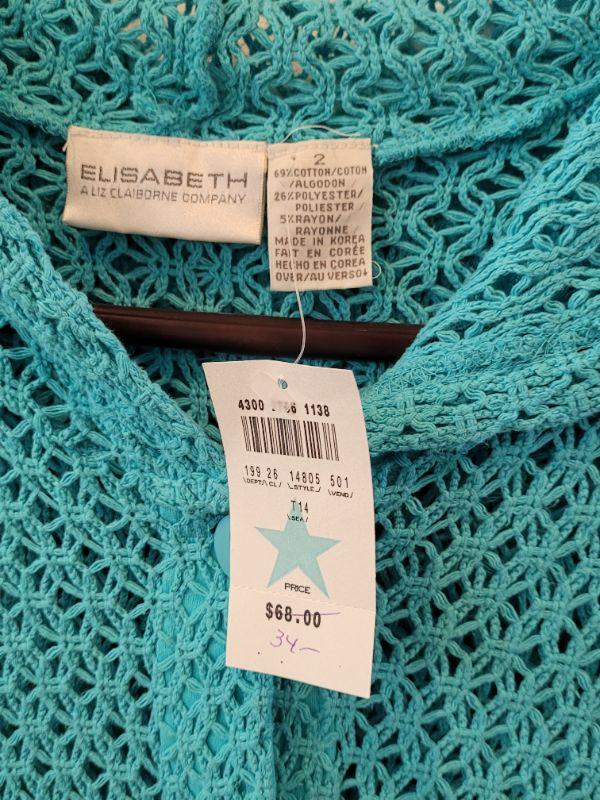 ELISABETH
A LIZ CLAIBORNE COMPANY
2
69%COTTON/COTON
/ALGODON
26%POLYESTER/
POLIESTER
5%RAYON/
RAYONNE
MADE IN KOREA
FAIT EN CORÉE
HECHO EN COREA
OVER/AU VERSO
4300 1138
199 26 14805 501
\DEPT/\CL/ \STYLE/ \VEND/
T14
\SEA/
PRICE
$68.00
34-